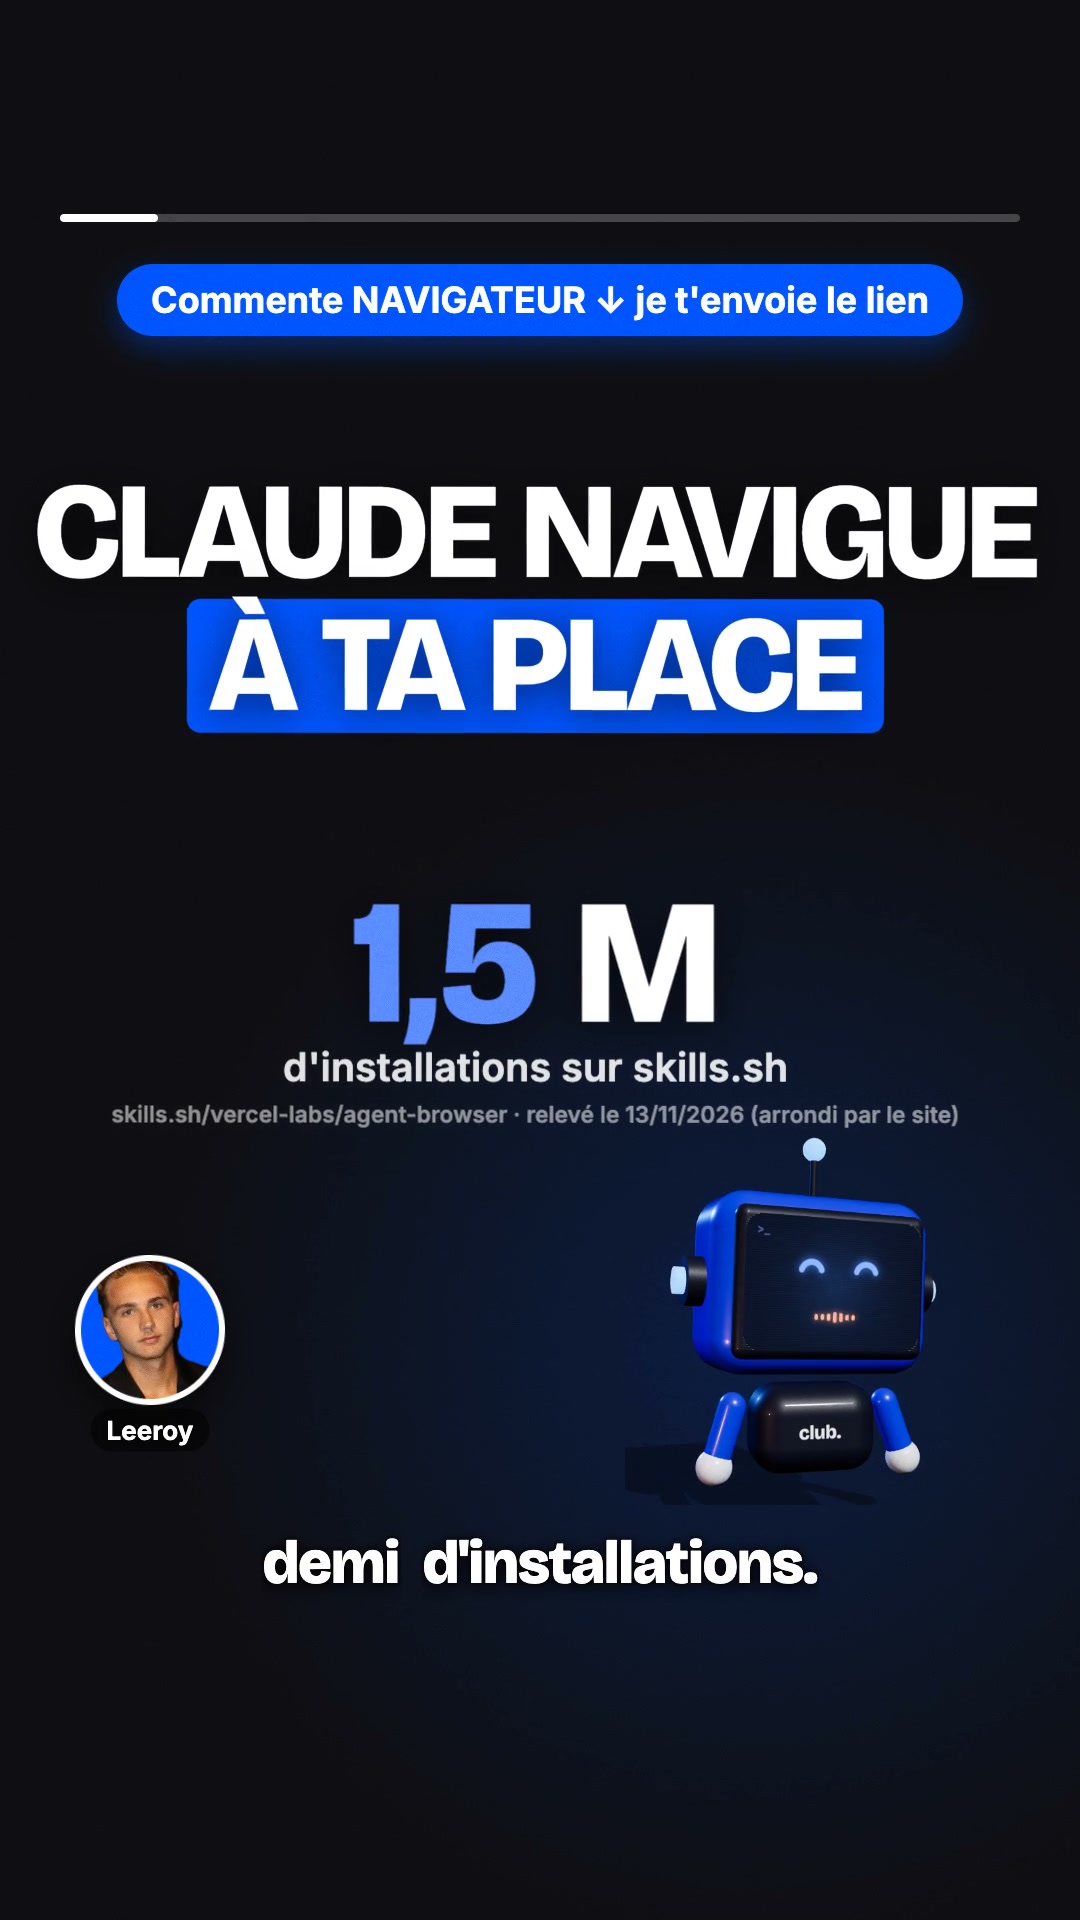 Commente NAVIGATEUR ↓ je t'envoie le lien
CLAUDE NAVIGUE
À TA PLACE
1,5 M
d'installations sur skills.sh
skills.sh/vercel-labs/agent-browser · relevé le 13/11/2026 (arrondi par le site)
>_
club.
Leeroy
demi d'installations.